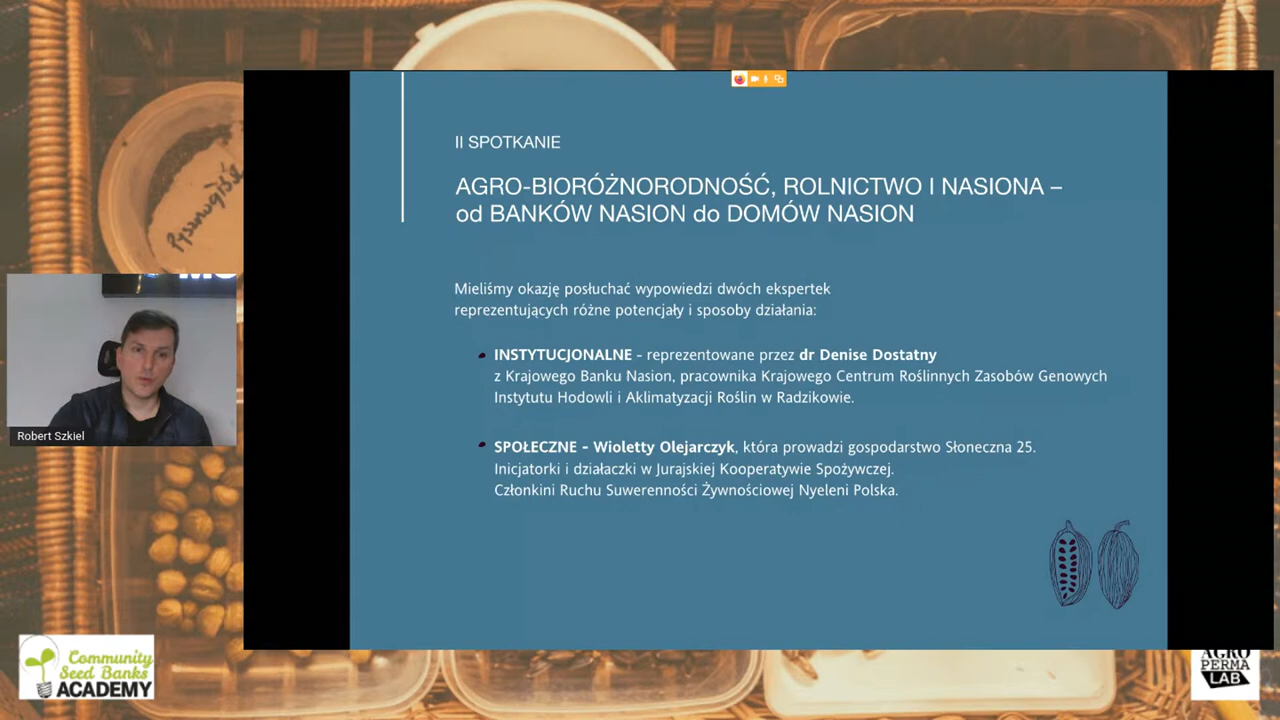 II SPOTKANIE
AGRO-BIORÓŻNORODNOŚĆ, ROLNICTWO I NASIONA –
od BANKÓW NASION do DOMÓW NASION
Mieliśmy okazję posłuchać wypowiedzi dwóch ekspertek
reprezentujących różne potencjały i sposoby działania:
INSTYTUCJONALNE - reprezentowane przez dr Denise Dostatny
z Krajowego Banku Nasion, pracownika Krajowego Centrum Roślinnych Zasobów Genowych
Instytutu Hodowli i Aklimatyzacji Roślin w Radzikowie.
SPOŁECZNE - Wioletty Olejarczyk, która prowadzi gospodarstwo Słoneczna 25.
Inicjatorki i działaczki w Jurajskiej Kooperatywie Spożywczej.
Członkini Ruchu Suwerenności Żywnościowej Nyeleni Polska.
Robert Szkiel
Community
Seed Banks
ACADEMY
AGRO
PERMA
LAB